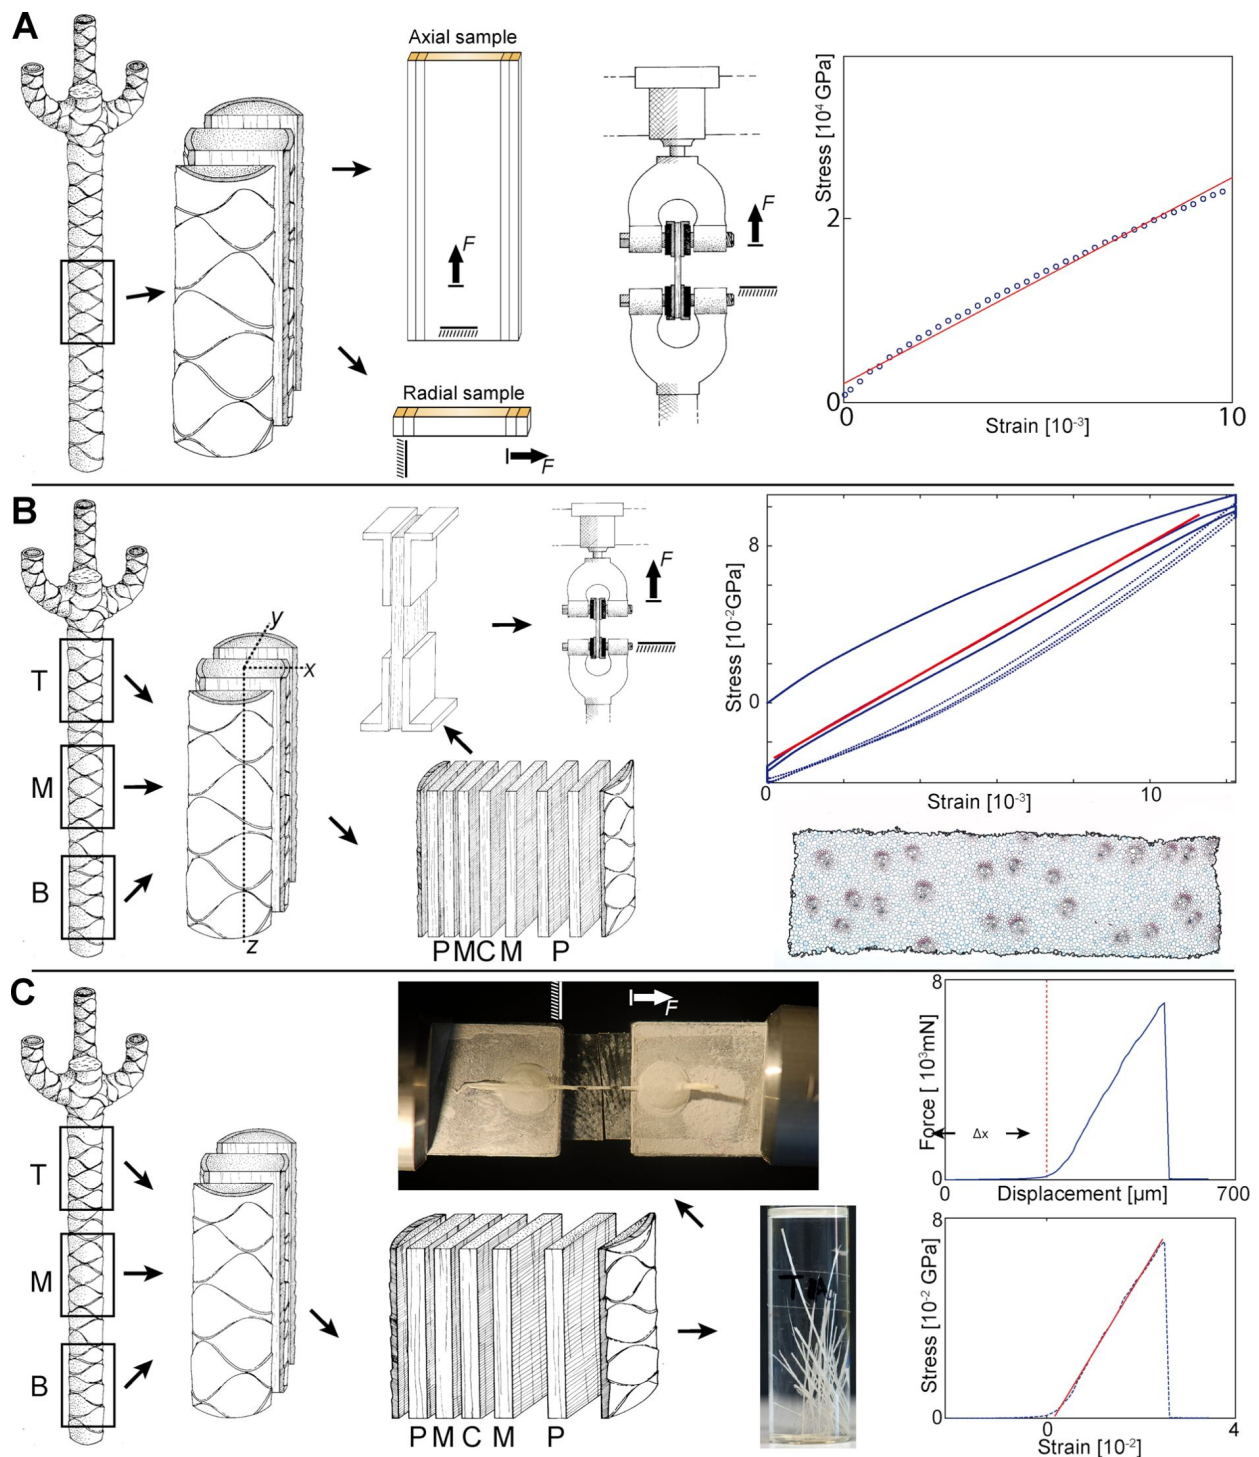 A
Axial sample
F
Radial sample
F
F
Stress [10⁴ GPa]
2
0
0
10
Strain [10⁻³]
B
T
M
B
y
x
z
F
P M C M P
Stress [10⁻² GPa]
8
0
0
10
Strain [10⁻³]
C
T
M
B
F
P M C M P
Force [ 10³mN]
8
0
Δx
0
Displacement [µm]
700
Stress [10⁻² GPa]
8
0
0
4
Strain [10⁻²]